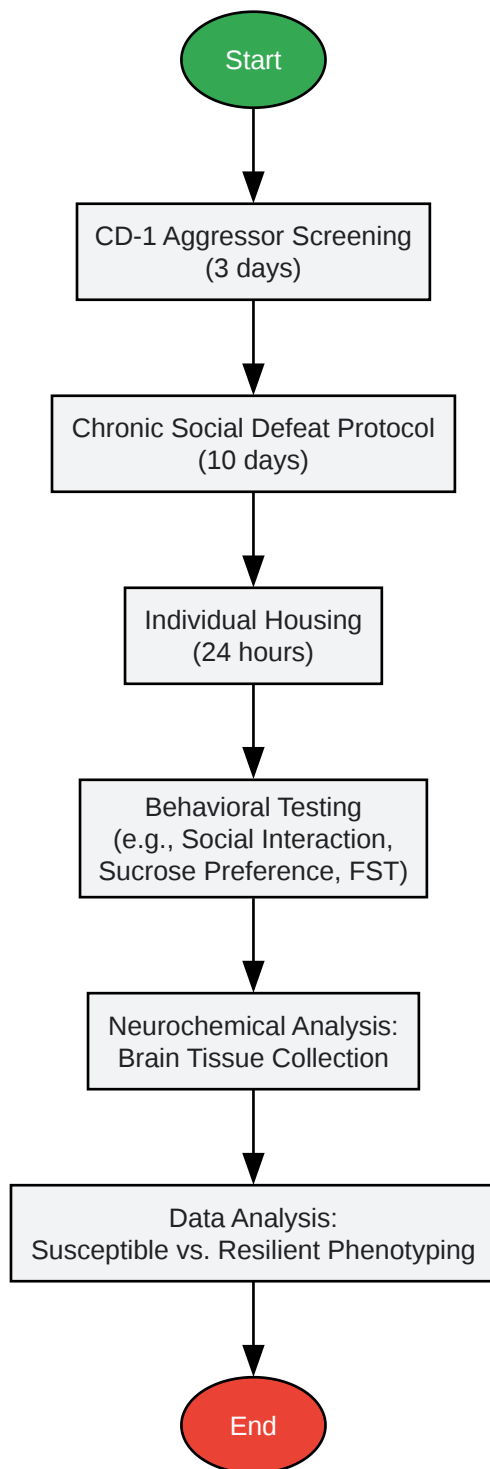 Start
CD-1 Aggressor Screening
(3 days)
Chronic Social Defeat Protocol
(10 days)
Individual Housing
(24 hours)
Behavioral Testing
(e.g., Social Interaction,
Sucrose Preference, FST)
Neurochemical Analysis:
Brain Tissue Collection
Data Analysis:
Susceptible vs. Resilient Phenotyping
End